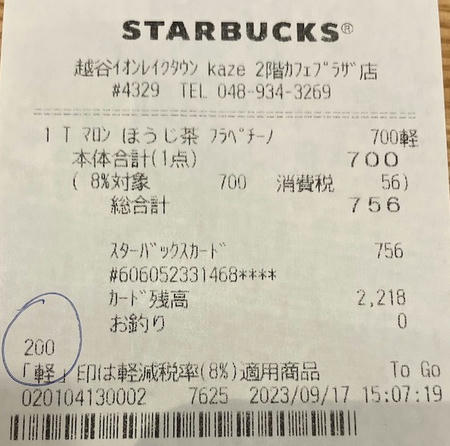 STARBUCKS®
越谷イオンレイクタウン kaze 2階ｶﾌｪﾌﾟﾗｻﾞ店
#4329 TEL 048-934-3269
1 T ﾏﾛﾝ ほうじ茶 ﾌﾗﾍﾟﾁｰﾉ 700軽
本体合計(1点) 700
( 8%対象 700 消費税 56)
総合計 756
ｽﾀｰﾊﾞｯｸｽｶｰﾄﾞ 756
#606052331468****
ｶｰﾄﾞ残高 2,218
お釣り 0
200
「軽」印は軽減税率(8%)適用商品 To Go
020104130002 7625 2023/09/17 15:07:19